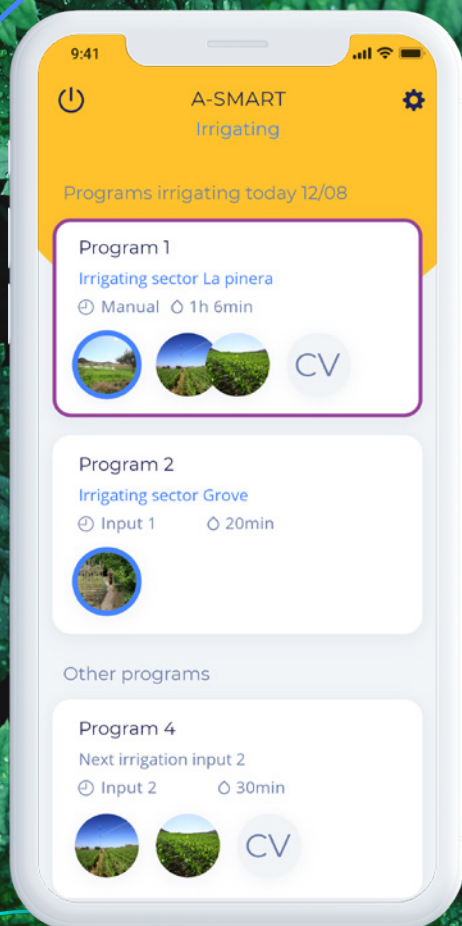 9:41
A-SMART
Irrigating
Programs irrigating today 12/08
Program 1
Irrigating sector La pinera
Manual 1h 6min
CV
Program 2
Irrigating sector Grove
Input 1 20min
Other programs
Program 4
Next irrigation input 2
Input 2 30min
CV